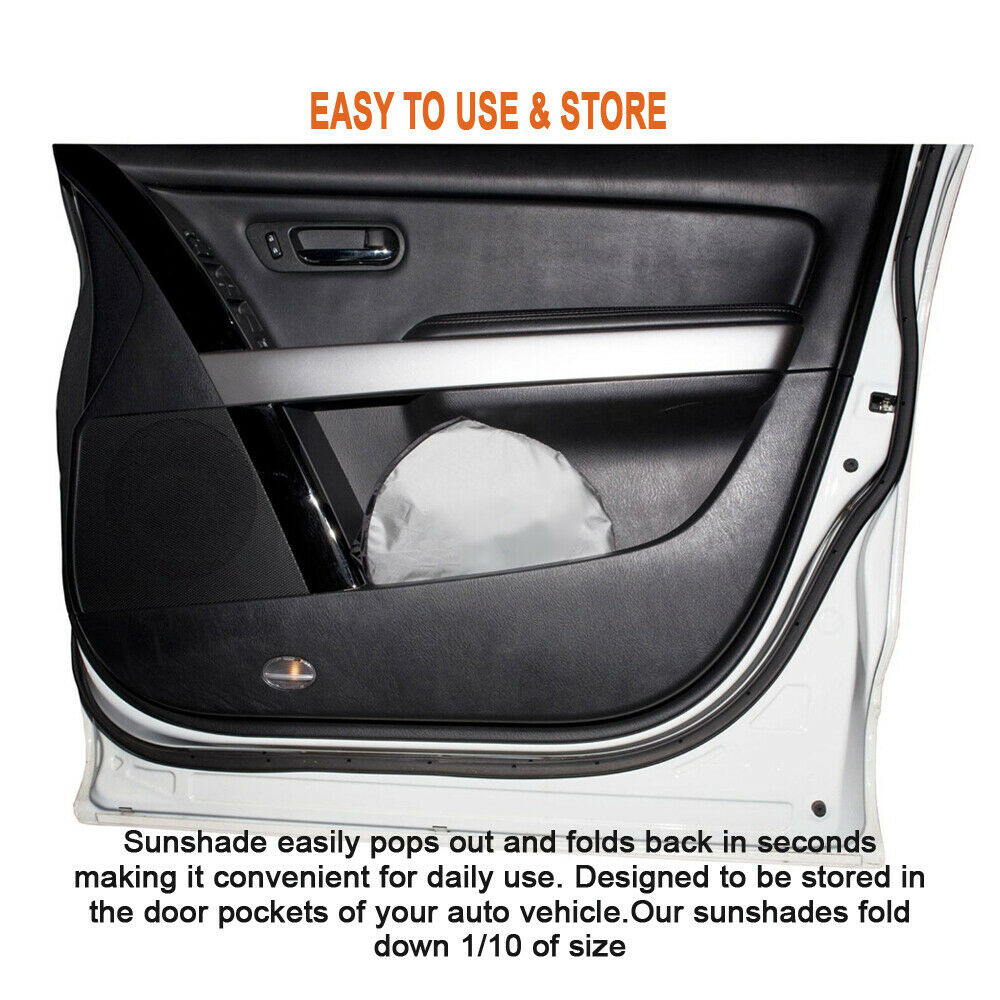 EASY TO USE & STORE
Sunshade easily pops out and folds back in seconds
making it convenient for daily use. Designed to be stored in
the door pockets of your auto vehicle.Our sunshades fold
down 1/10 of size